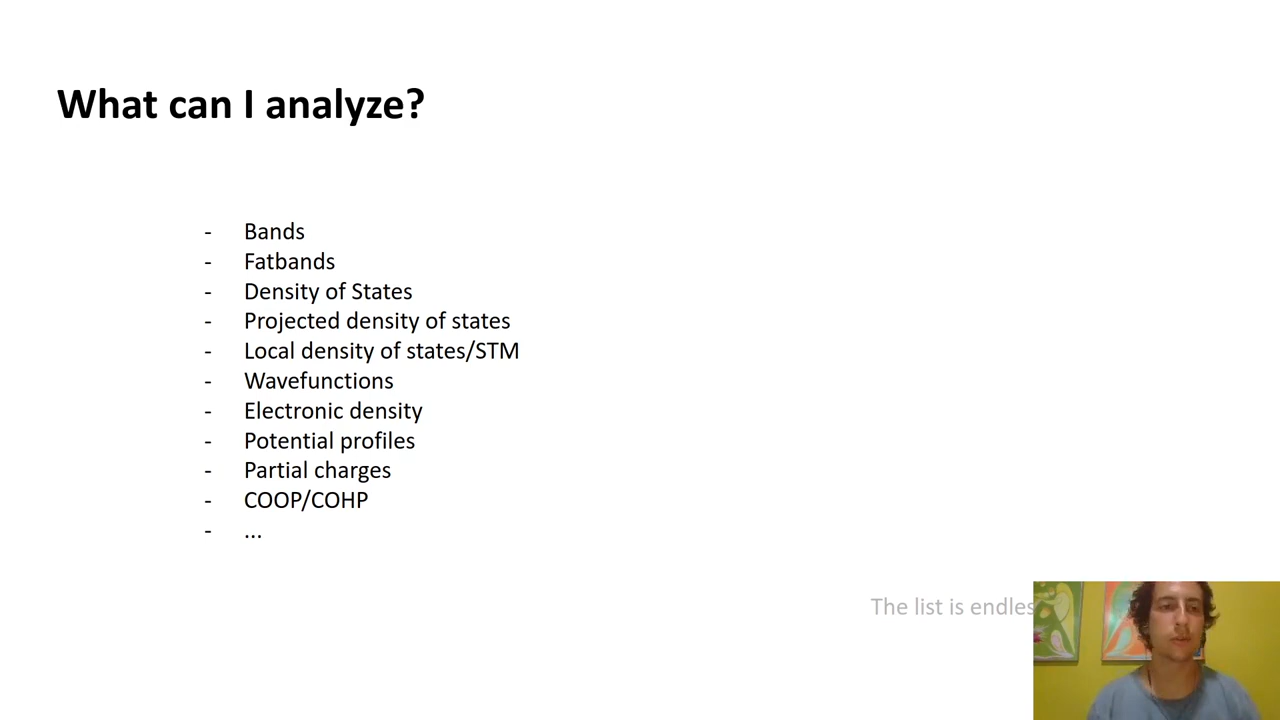 What can I analyze?
- Bands
- Fatbands
- Density of States
- Projected density of states
- Local density of states/STM
- Wavefunctions
- Electronic density
- Potential profiles
- Partial charges
- COOP/COHP
- ...
The list is